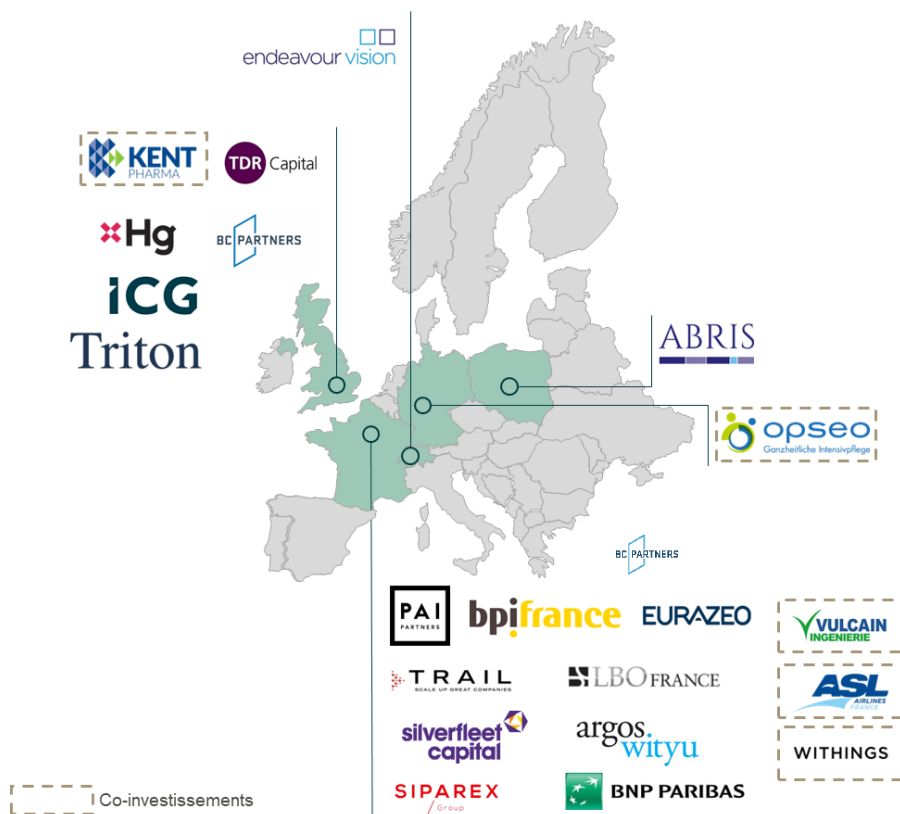 endeavour vision
KENT
PHARMA
TDR Capital
Hg
BC PARTNERS
ICG
Triton
ABRIS
opseo
Ganzheitliche Intensivpflege
BC PARTNERS
PAI
PARTNERS
bpifrance
EURAZEO
VULCAIN
INGENIERIE
TRAIL
SCALE UP GREAT COMPANIES
LBO FRANCE
ASL
AIRLINES
FRANCE
silverfleet
capital
argos
wityu
WITHINGS
SIPAREX
Group
BNP PARIBAS
Co-investissements